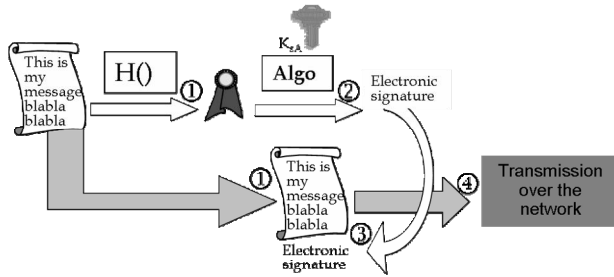 This is
my
message
blabla
blabla
H()
①
KsA
Algo
②
Electronic
signature
①
This is
my
message
blabla
blabla
③
Electronic
signature
④
Transmission
over the
network